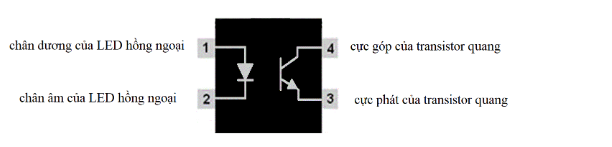 chân dương của LED hồng ngoại 1 4 cực góp của transistor quang
chân âm của LED hồng ngoại 2 3 cực phát của transistor quang